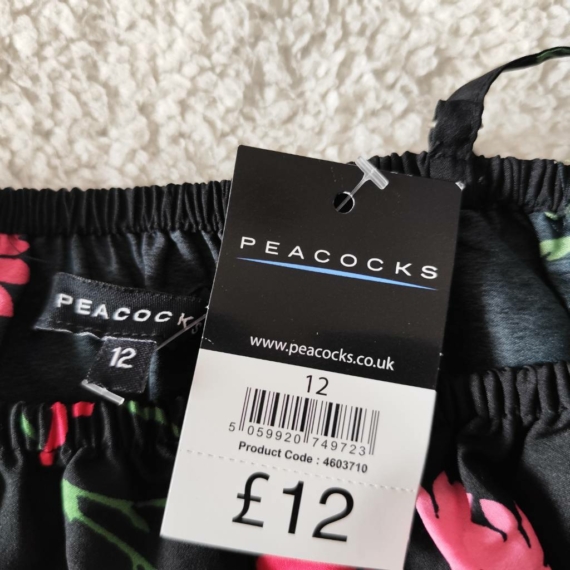 PEACOCKS
www.peacocks.co.uk
12
5 059920 749723
Product Code : 4603710
£12
PEACOCK
12